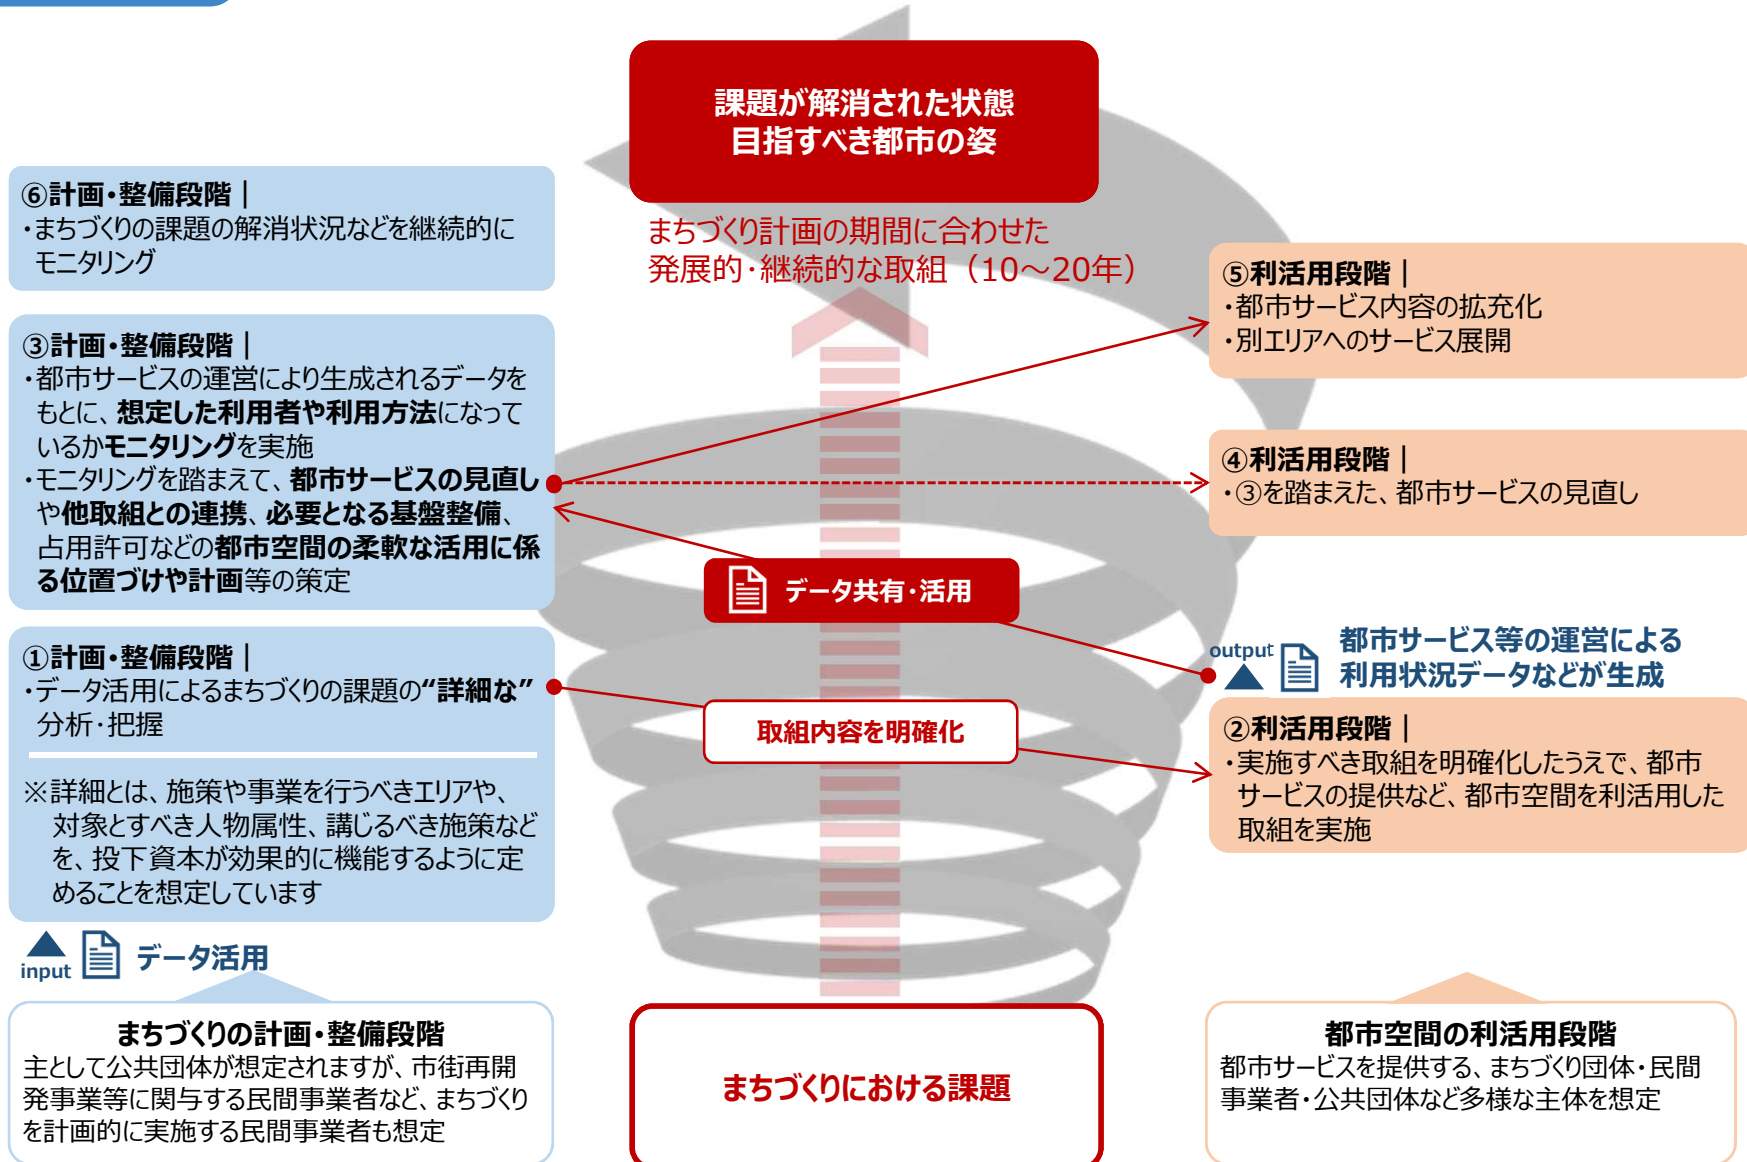 課題が解消された状態
目指すべき都市の姿
まちづくり計画の期間に合わせた
発展的・継続的な取組（10～20年）
⑥計画・整備段階｜
・まちづくりの課題の解消状況などを継続的に
モニタリング
③計画・整備段階｜
・都市サービスの運営により生成されるデータを
もとに、想定した利用者や利用方法になって
いるかモニタリングを実施
・モニタリングを踏まえて、都市サービスの見直し
や他取組との連携、必要となる基盤整備、
占用許可などの都市空間の柔軟な活用に係
る位置づけや計画等の策定
①計画・整備段階｜
・データ活用によるまちづくりの課題の“詳細な”
分析・把握
※詳細とは、施策や事業を行うべきエリアや、
対象とすべき人物属性、講じるべき施策など
を、投下資本が効果的に機能するように定
めることを想定しています
input
データ活用
まちづくりの計画・整備段階
主として公共団体が想定されますが、市街再開
発事業等に関与する民間事業者など、まちづくり
を計画的に実施する民間事業者も想定
データ共有・活用
取組内容を明確化
まちづくりにおける課題
⑤利活用段階｜
・都市サービス内容の拡充化
・別エリアへのサービス展開
④利活用段階｜
・③を踏まえた、都市サービスの見直し
output
都市サービス等の運営による
利用状況データなどが生成
②利活用段階｜
・実施すべき取組を明確化したうえで、都市
サービスの提供など、都市空間を利活用した
取組を実施
都市空間の利活用段階
都市サービスを提供する、まちづくり団体・民間
事業者・公共団体など多様な主体を想定